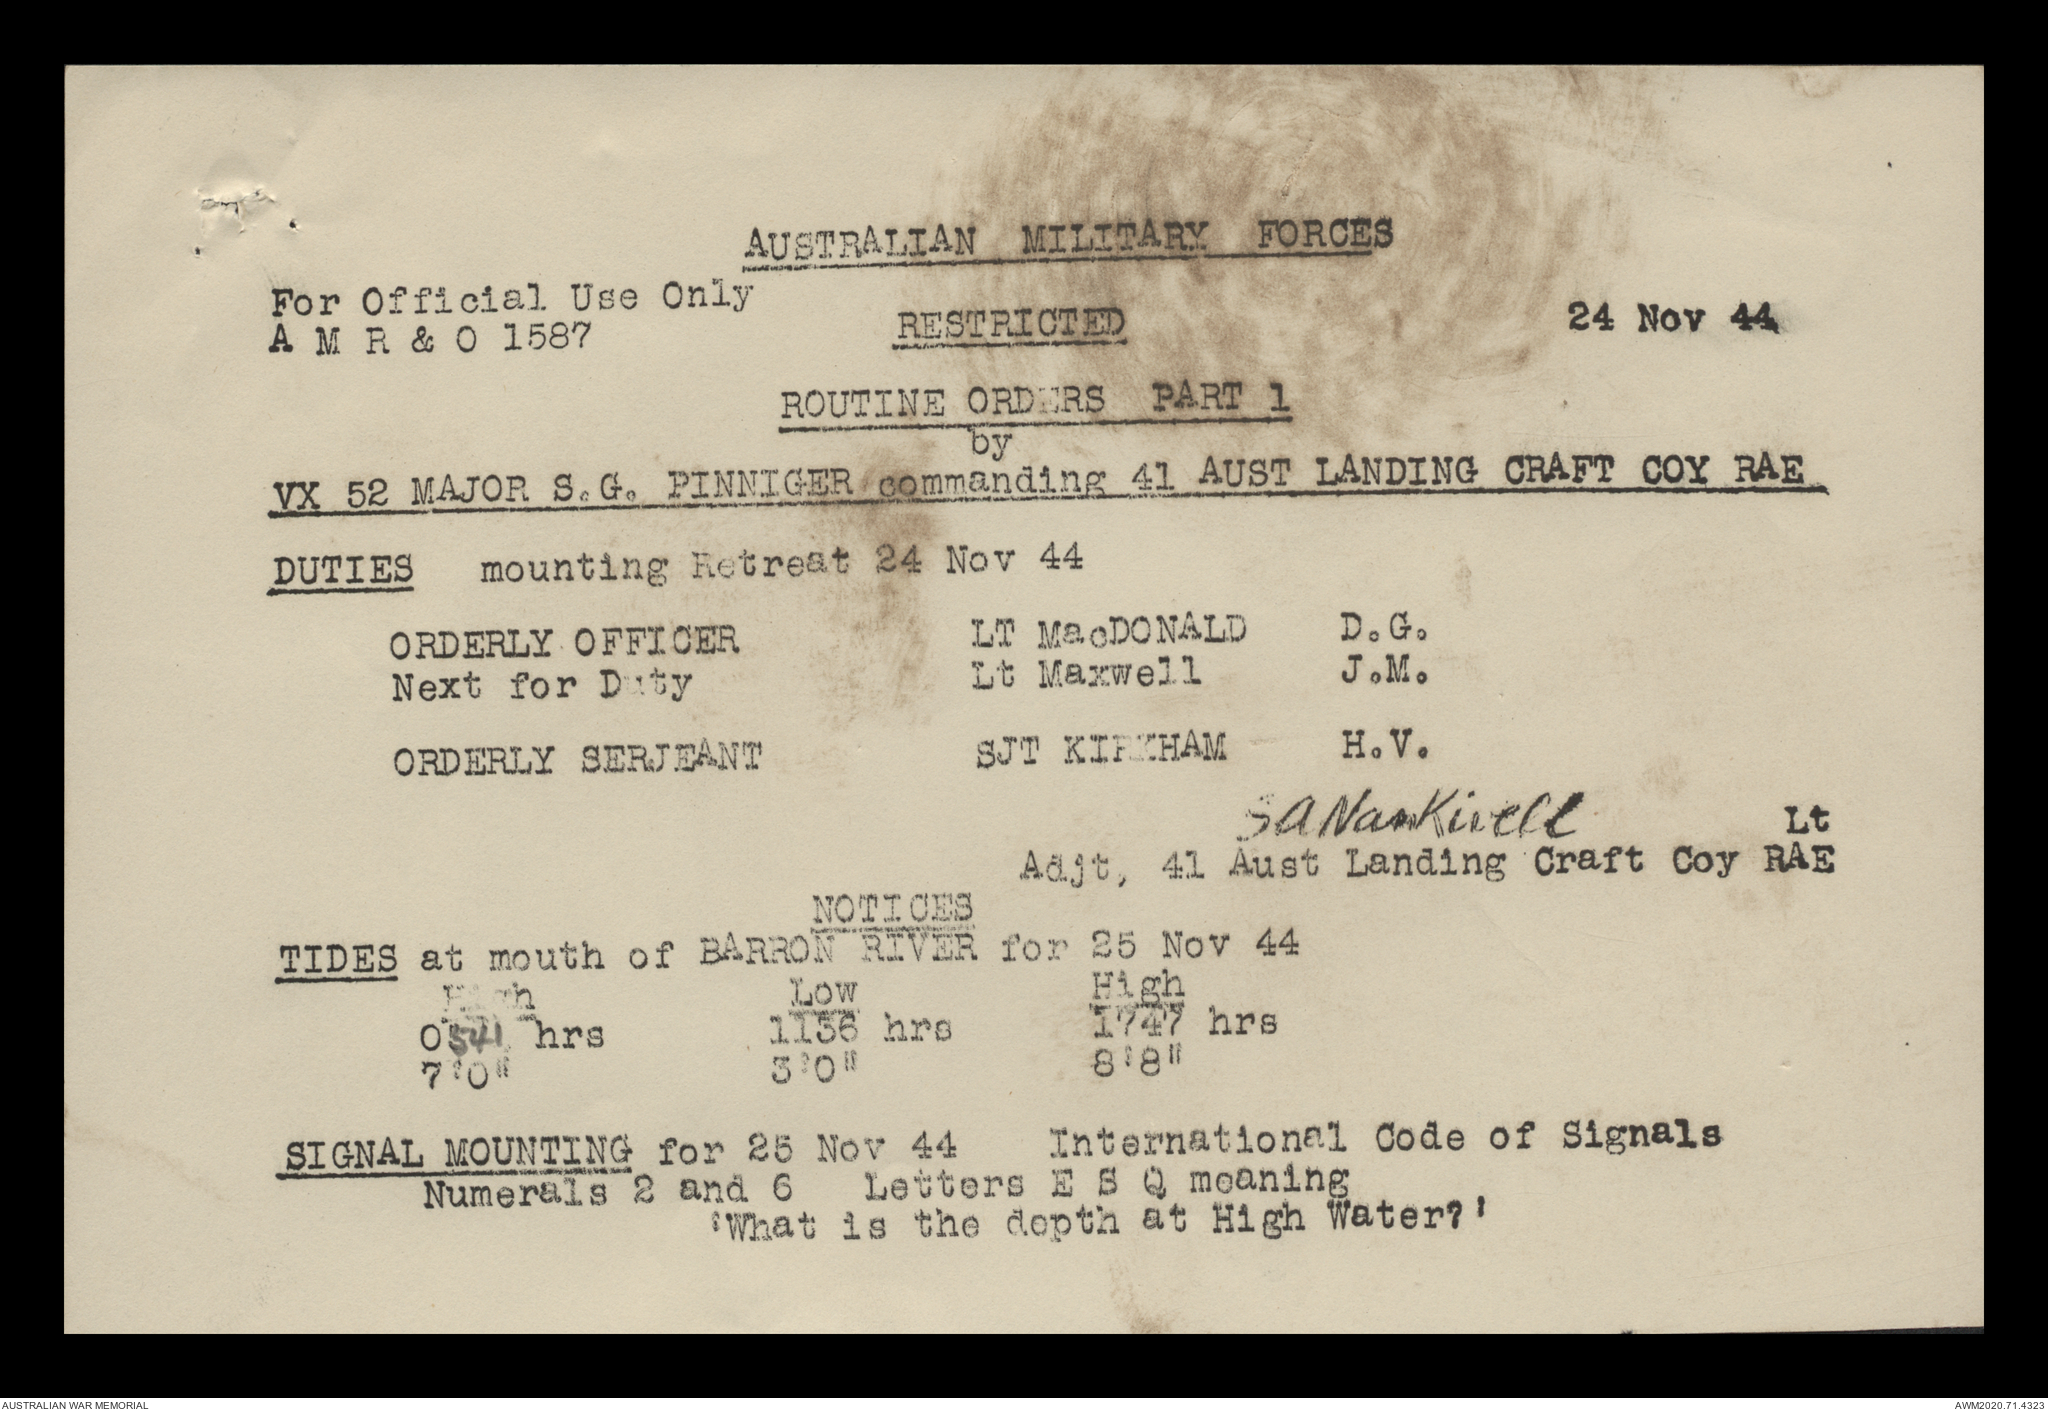 AUSTRALIAN MILITARY FORCES
For Official Use Only
A M R & O 1587
RESTRICTED
24 Nov 44
ROUTINE ORDERS PART 1
by
VX 52 MAJOR S.G. PINNIGER commanding 41 AUST LANDING CRAFT COY RAE
DUTIES mounting Retreat 24 Nov 44
ORDERLY OFFICER LT MacDONALD D.G.
Next for Duty Lt Maxwell J.M.
ORDERLY SERJEANT SJT KIRKHAM H.V.
SANankivell Lt
Adjt, 41 Aust Landing Craft Coy RAE
NOTICES
TIDES at mouth of BARRON RIVER for 25 Nov 44
High Low High
0541 hrs 1136 hrs 1747 hrs
7'0" 3'0" 8'8"
SIGNAL MOUNTING for 25 Nov 44 International Code of Signals
Numerals 2 and 6 Letters E S Q meaning
'What is the depth at High Water?'
AUSTRALIAN WAR MEMORIAL AWM2020.71.4323